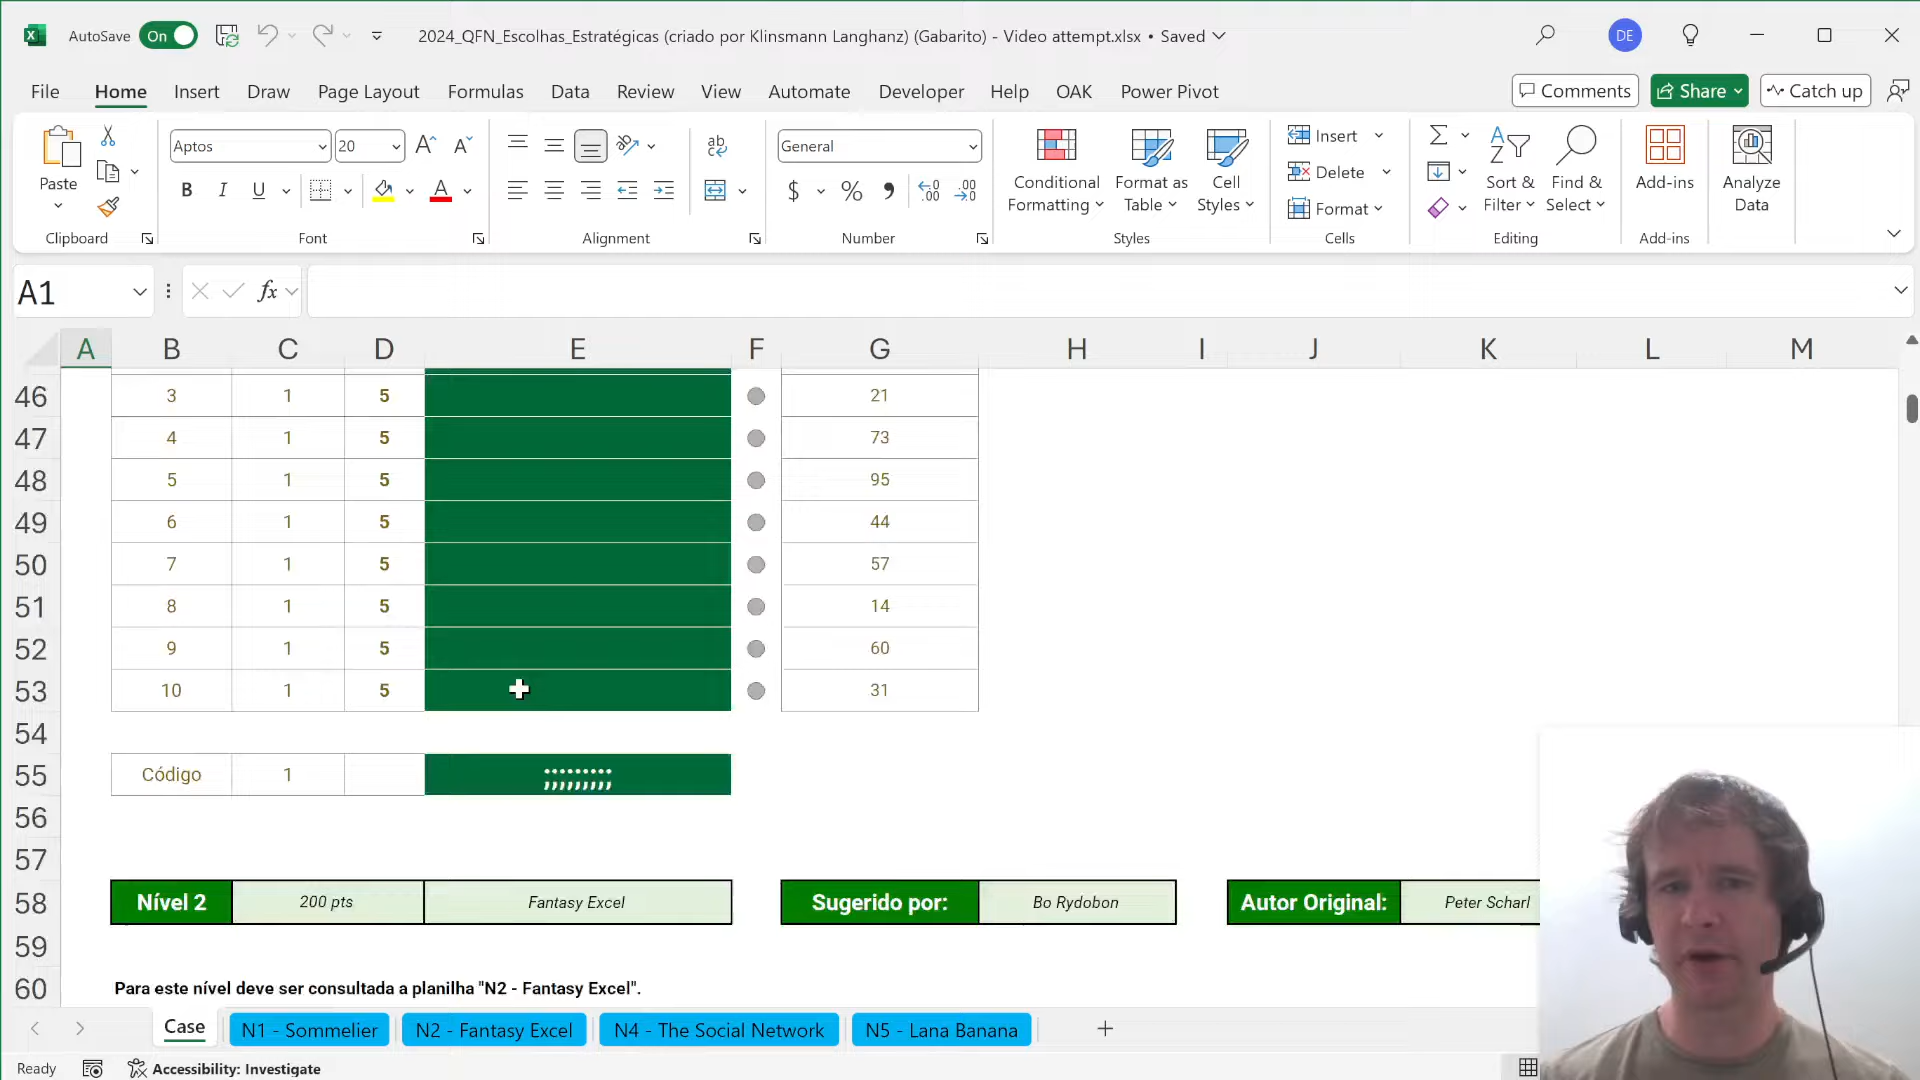 AutoSave On 2024_QFN_Escolhas_Estratégicas (criado por Klinsmann Langhanz) (Gabarito) - Video attempt.xlsx • Saved DE
File Home Insert Draw Page Layout Formulas Data Review View Automate Developer Help OAK Power Pivot Comments Share Catch up
Paste
Clipboard
Aptos 20
B I U A
Font
ab
Alignment
General
$ % 9 .00
Number
Conditional Formatting
Format as Table
Cell Styles
Styles
Insert
Delete
Format
Cells
Sort & Filter
Find & Select
Editing
Add-ins
Add-ins
Analyze Data
A1 fx
A B C D E F G H I J K L M
46 3 1 5 21
47 4 1 5 73
48 5 1 5 95
49 6 1 5 44
50 7 1 5 57
51 8 1 5 14
52 9 1 5 60
53 10 1 5 31
54
55 Código 1 ;;;;;;;;;
56
57
58 Nível 2 200 pts Fantasy Excel Sugerido por: Bo Rydobon Autor Original: Peter Scharl
59
60 Para este nível deve ser consultada a planilha "N2 - Fantasy Excel".
Case N1 - Sommelier N2 - Fantasy Excel N4 - The Social Network N5 - Lana Banana
Ready Accessibility: Investigate